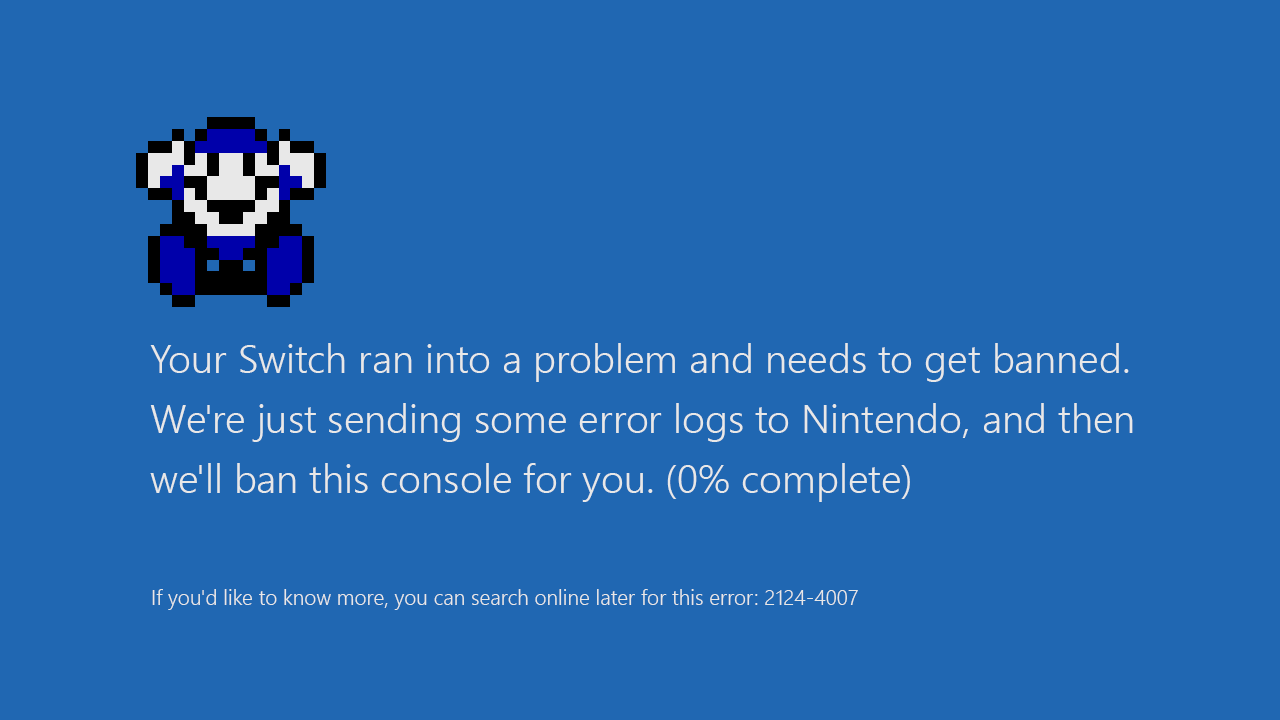 Your Switch ran into a problem and needs to get banned.
We're just sending some error logs to Nintendo, and then
we'll ban this console for you. (0% complete)
If you'd like to know more, you can search online later for this error: 2124-4007